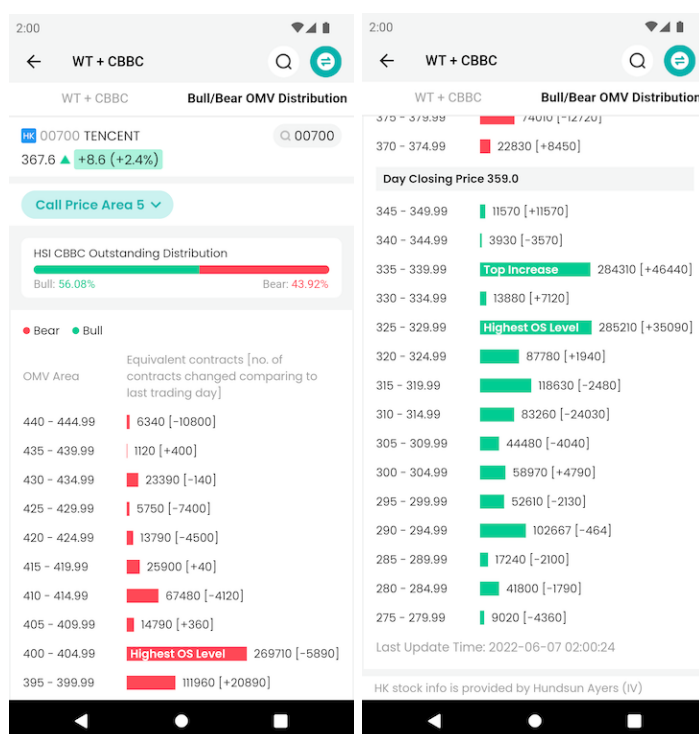 2:00
WT + CBBC
WT + CBBC Bull/Bear OMV Distribution
HK 00700 TENCENT 00700
367.6 +8.6 (+2.4%)
Call Price Area 5
HSI CBBC Outstanding Distribution
Bull: 56.08% Bear: 43.92%
Bear Bull
OMV Area
Equivalent contracts [no. of
contracts changed comparing to
last trading day]
440 - 444.99 6340 [-10800]
435 - 439.99 1120 [+400]
430 - 434.99 23390 [-140]
425 - 429.99 5750 [-7400]
420 - 424.99 13790 [-4500]
415 - 419.99 25900 [+40]
410 - 414.99 67480 [-4120]
405 - 409.99 14790 [+360]
400 - 404.99 Highest OS Level 269710 [-5890]
395 - 399.99 111960 [+20890]
2:00
WT + CBBC
WT + CBBC Bull/Bear OMV Distribution
375 - 379.99 74010 [-12720]
370 - 374.99 22830 [+8450]
Day Closing Price 359.0
345 - 349.99 11570 [+11570]
340 - 344.99 3930 [-3570]
335 - 339.99 Top Increase 284310 [+46440]
330 - 334.99 13880 [+7120]
325 - 329.99 Highest OS Level 285210 [+35090]
320 - 324.99 87780 [+1940]
315 - 319.99 118630 [-2480]
310 - 314.99 83260 [-24030]
305 - 309.99 44480 [-4040]
300 - 304.99 58970 [+4790]
295 - 299.99 52610 [-2130]
290 - 294.99 102667 [-464]
285 - 289.99 17240 [-2100]
280 - 284.99 41800 [-1790]
275 - 279.99 9020 [-4360]
Last Update Time: 2022-06-07 02:00:24
HK stock info is provided by Hundsun Ayers (IV)